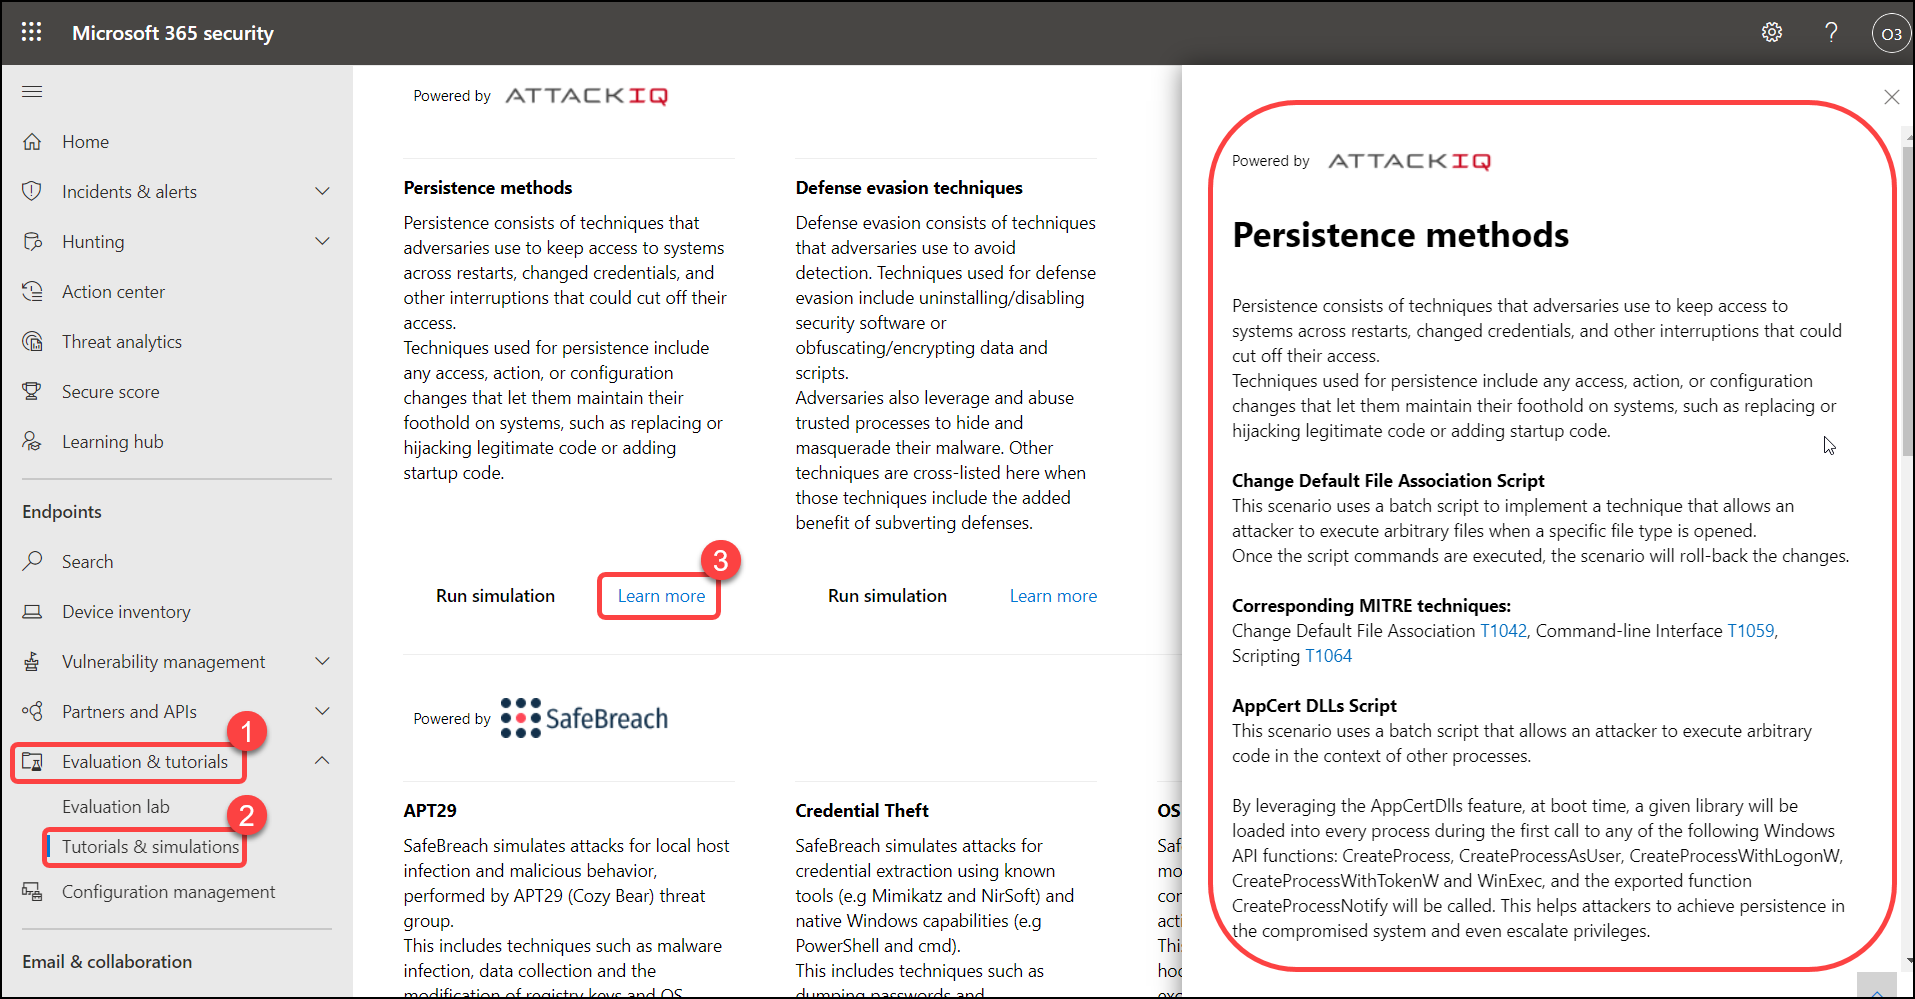 Microsoft 365 security
?
O3
Home
Incidents & alerts
Hunting
Action center
Threat analytics
Secure score
Learning hub
Endpoints
Search
Device inventory
Vulnerability management
Partners and APIs
1
Evaluation & tutorials
Evaluation lab
2
Tutorials & simulations
Configuration management
Email & collaboration
Powered by ATTACKIQ
Persistence methods
Persistence consists of techniques that
adversaries use to keep access to systems
across restarts, changed credentials, and
other interruptions that could cut off their
access.
Techniques used for persistence include
any access, action, or configuration
changes that let them maintain their
foothold on systems, such as replacing or
hijacking legitimate code or adding
startup code.
Run simulation
Learn more
3
Defense evasion techniques
Defense evasion consists of techniques
that adversaries use to avoid
detection. Techniques used for defense
evasion include uninstalling/disabling
security software or
obfuscating/encrypting data and
scripts.
Adversaries also leverage and abuse
trusted processes to hide and
masquerade their malware. Other
techniques are cross-listed here when
those techniques include the added
benefit of subverting defenses.
Run simulation
Learn more
Powered by SafeBreach
APT29
SafeBreach simulates attacks for local host
infection and malicious behavior,
performed by APT29 (Cozy Bear) threat
group.
This includes techniques such as malware
infection, data collection and the
modification of registry keys and OS
Credential Theft
SafeBreach simulates attacks for
credential extraction using known
tools (e.g Mimikatz and NirSoft) and
native Windows capabilities (e.g
PowerShell and cmd).
This includes techniques such as
dumping passwords and
OS
Saf
mo
cor
acti
Thi
hoo
Powered by ATTACKIQ
Persistence methods
Persistence consists of techniques that adversaries use to keep access to
systems across restarts, changed credentials, and other interruptions that could
cut off their access.
Techniques used for persistence include any access, action, or configuration
changes that let them maintain their foothold on systems, such as replacing or
hijacking legitimate code or adding startup code.
Change Default File Association Script
This scenario uses a batch script to implement a technique that allows an
attacker to execute arbitrary files when a specific file type is opened.
Once the script commands are executed, the scenario will roll-back the changes.
Corresponding MITRE techniques:
Change Default File Association T1042, Command-line Interface T1059,
Scripting T1064
AppCert DLLs Script
This scenario uses a batch script that allows an attacker to execute arbitrary
code in the context of other processes.
By leveraging the AppCertDlls feature, at boot time, a given library will be
loaded into every process during the first call to any of the following Windows
API functions: CreateProcess, CreateProcessAsUser, CreateProcessWithLogonW,
CreateProcessWithTokenW and WinExec, and the exported function
CreateProcessNotify will be called. This helps attackers to achieve persistence in
the compromised system and even escalate privileges.